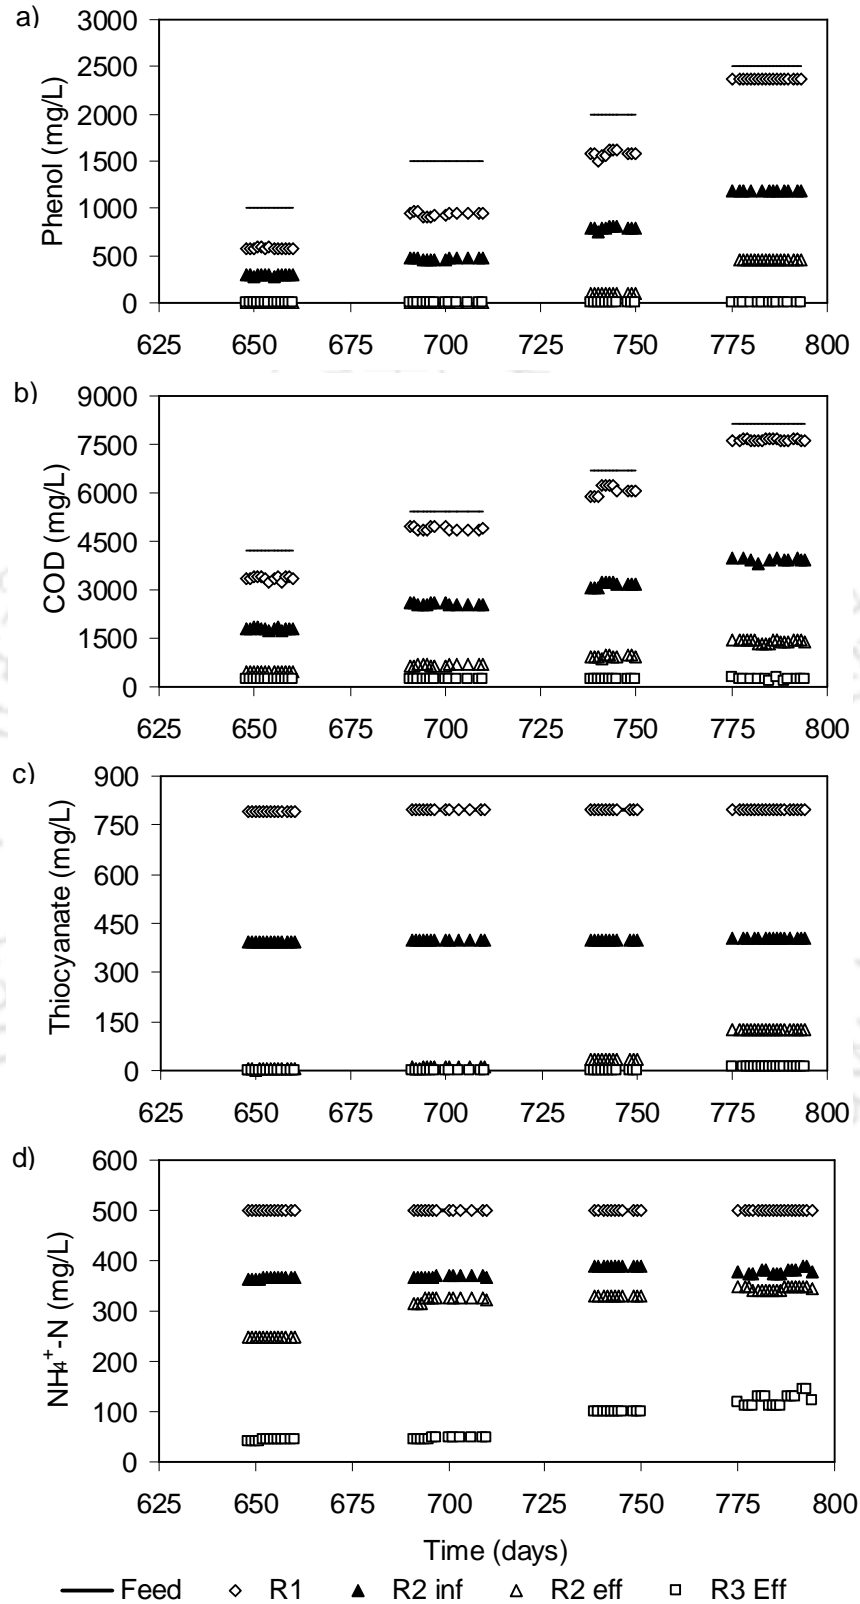 a)
Phenol (mg/L)
3000
2500
2000
1500
1000
500
0
625 650 675 700 725 750 775 800
b)
COD (mg/L)
9000
7500
6000
4500
3000
1500
0
625 650 675 700 725 750 775 800
c)
Thiocyanate (mg/L)
900
750
600
450
300
150
0
625 650 675 700 725 750 775 800
d)
NH₄⁺-N (mg/L)
600
500
400
300
200
100
0
625 650 675 700 725 750 775 800
Time (days)
Feed R1 R2 inf R2 eff R3 Eff